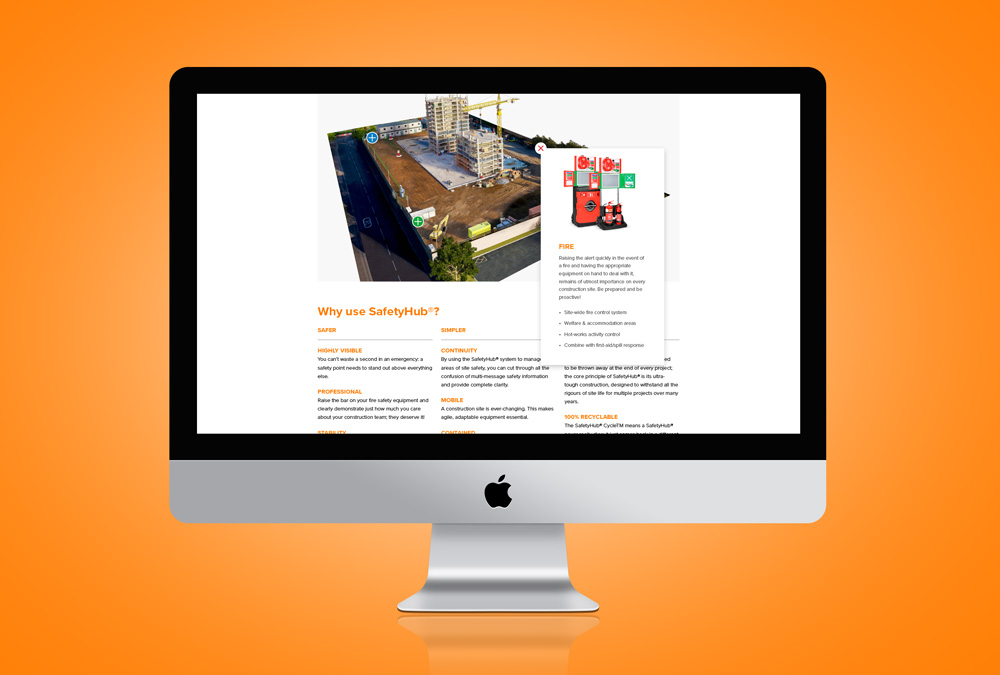 FIRE
Raising the alert quickly in the event of
a fire and having the appropriate
equipment on hand to deal with it,
remains of utmost importance on every
construction site. Be prepared and be
proactive!
• Site-wide fire control system
• Welfare & accommodation areas
• Hot-works activity control
• Combine with first-aid/spill response
Why use SafetyHub®?
SAFER
HIGHLY VISIBLE
You can't waste a second in an emergency: a
safety point needs to stand out above everything
else.
PROFESSIONAL
Raise the bar on your fire safety equipment and
clearly demonstrate just how much you care
about your construction team; they deserve it!
STABILITY
SIMPLER
CONTINUITY
By using the SafetyHub® system to manage
areas of site safety, you can cut through all the
confusion of multi-message safety information
and provide complete clarity.
MOBILE
A construction site is ever-changing. This makes
agile, adaptable equipment essential.
CONTAINED
to be thrown away at the end of every project;
the core principle of SafetyHub® is its ultra-
tough construction, designed to withstand all the
rigours of site life for multiple projects over many
years.
100% RECYCLABLE
The SafetyHub® CycleTM means a SafetyHub®